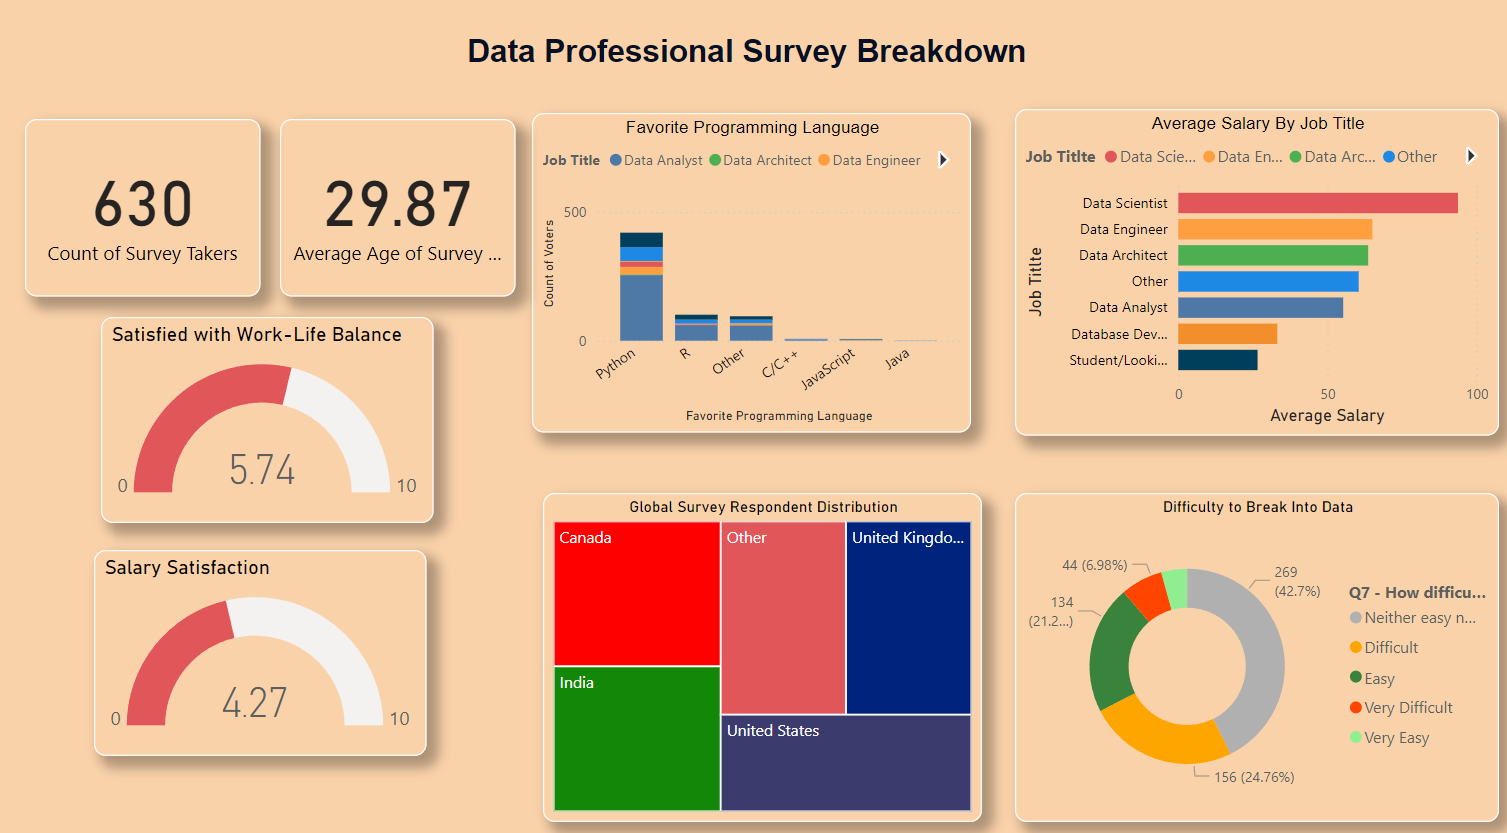 Data Professional Survey Breakdown
630
Count of Survey Takers
29.87
Average Age of Survey ...
Satisfied with Work-Life Balance
5.74
0
10
Salary Satisfaction
4.27
0
10
Favorite Programming Language
Job Title Data Analyst Data Architect Data Engineer
Count of Voters
500
0
Python
R
Other
C/C++
JavaScript
Java
Favorite Programming Language
Average Salary By Job Title
Job Titlte Data Scie... Data En... Data Arc... Other
Job Titlte
Data Scientist
Data Engineer
Data Architect
Other
Data Analyst
Database Dev...
Student/Looki...
0 50 100
Average Salary
Global Survey Respondent Distribution
Canada
Other
United Kingdo...
India
United States
Difficulty to Break Into Data
44 (6.98%)
269
(42.7%)
134
(21.2...)
156 (24.76%)
Q7 - How difficu...
Neither easy n...
Difficult
Easy
Very Difficult
Very Easy